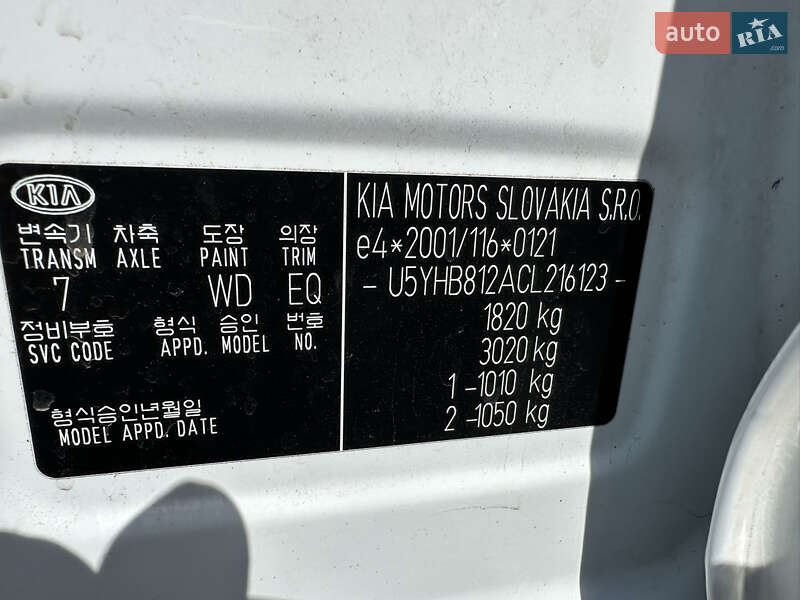 auto RIA .com
KIA
변속기 차축 도장 의장
TRANSM AXLE PAINT TRIM
7 WD EQ
정비부호 형식 승인 번호
SVC CODE APPD. MODEL NO.
형식승인년월일
MODEL APPD. DATE
KIA MOTORS SLOVAKIA S.R.O.
e4*2001/116*0121
- U5YHB812ACL216123 -
1820 kg
3020 kg
1 -1010 kg
2 -1050 kg